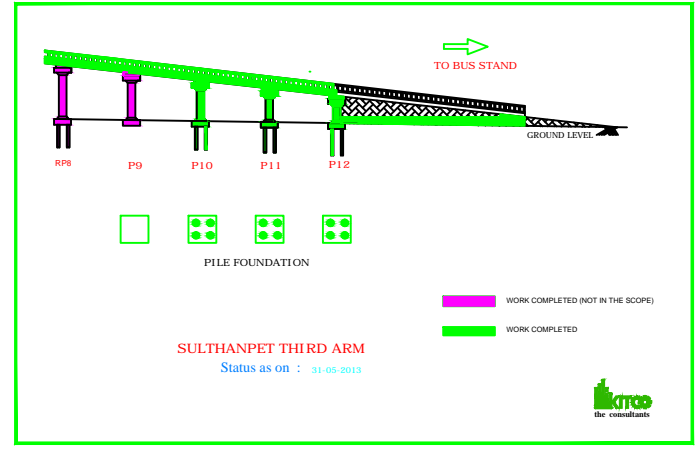 TO BUS STAND
GROUND LEVEL
RP8 P9 P10 P11 P12
PILE FOUNDATION
WORK COMPLETED (NOT IN THE SCOPE)
WORK COMPLETED
SULTHANPET THIRD ARM
Status as on : 31-05-2013
KITCO
the consultants